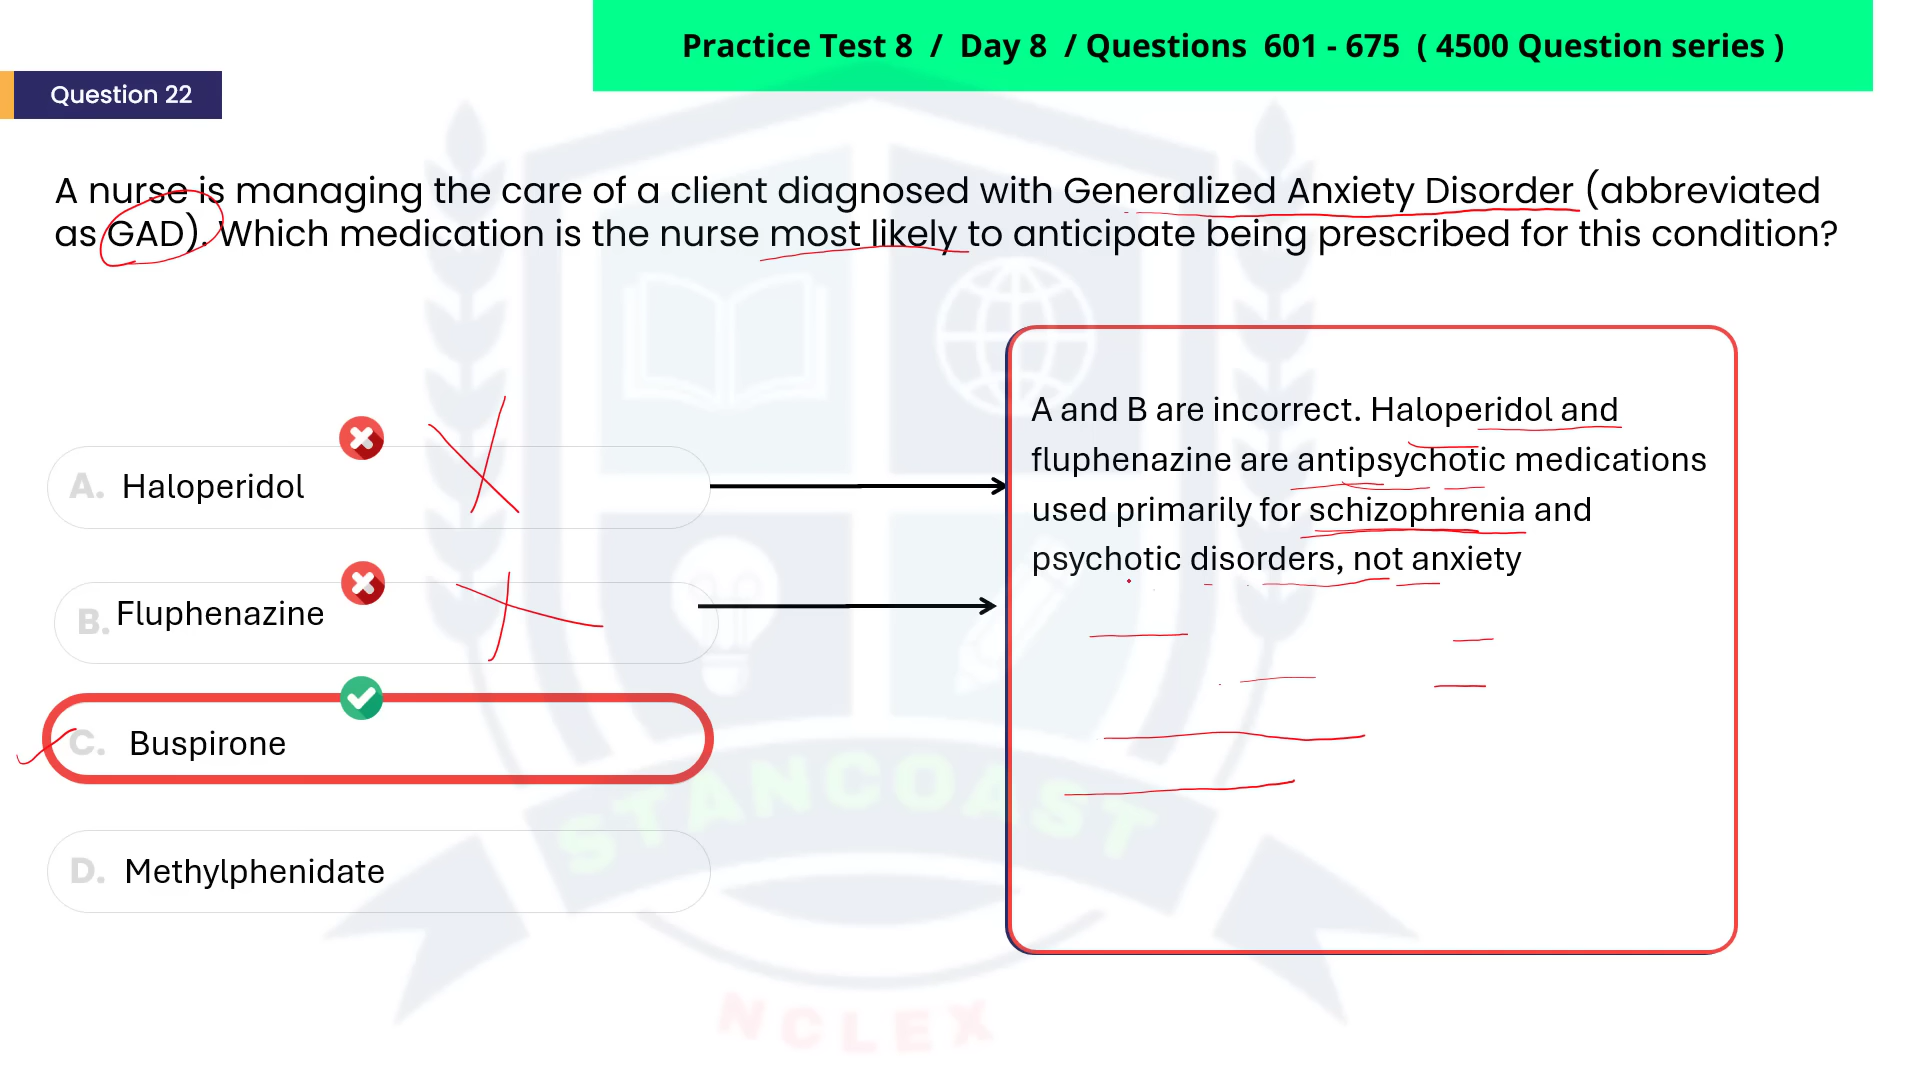 Practice Test 8 / Day 8 / Questions 601 - 675 ( 4500 Question series )
Question 22
A nurse is managing the care of a client diagnosed with Generalized Anxiety Disorder (abbreviated
as GAD). Which medication is the nurse most likely to anticipate being prescribed for this condition?
A. Haloperidol
B. Fluphenazine
C. Buspirone
D. Methylphenidate
A and B are incorrect. Haloperidol and
fluphenazine are antipsychotic medications
used primarily for schizophrenia and
psychotic disorders, not anxiety
STANCOAST
NCLEX